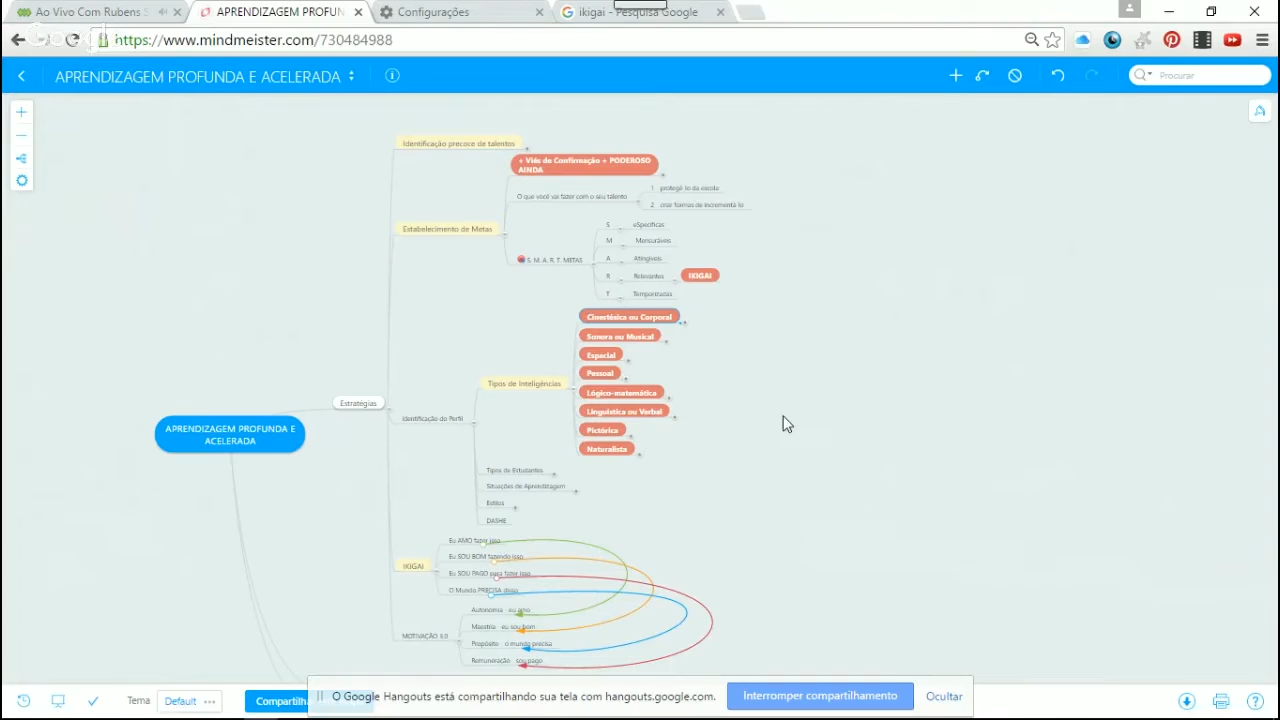 Ao Vivo Com Rubens S
APRENDIZAGEM PROFUN
Configurações
ikigai - Pesquisa Google
https://www.mindmeister.com/730484988
APRENDIZAGEM PROFUNDA E ACELERADA
Procurar
Identificação precoce de talentos
+ Viés de Confirmação + PODEROSO
AINDA
O que você vai fazer com o seu talento
1 protegê-lo da escola
2 criar formas de incrementá-lo
Estabelecimento de Metas
S. M. A. R. T. METAS
S eSpecíficas
M Mensuráveis
A Atingíveis
R Relevantes
IKIGAI
T Temporizadas
Cinestésica ou Corporal
Sonora ou Musical
Espacial
Pessoal
Tipos de Inteligências
Lógico-matemática
Linguística ou Verbal
Pictórica
Naturalista
Estratégias
Identificação do Perfil
APRENDIZAGEM PROFUNDA E
ACELERADA
Tipos de Estudantes
Situações de Aprendizagem
Estilos
DASHE
Eu AMO fazer isso
Eu SOU BOM fazendo isso
IKIGAI
Eu SOU PAGO para fazer isso
O Mundo PRECISA disso
Autonomia eu amo
Maestria eu sou bom
MOTIVAÇÃO
Propósito o mundo precisa
Remuneração sou pago
Tema
Default
Compartilha
O Google Hangouts está compartilhando sua tela com hangouts.google.com.
Interromper compartilhamento
Ocultar